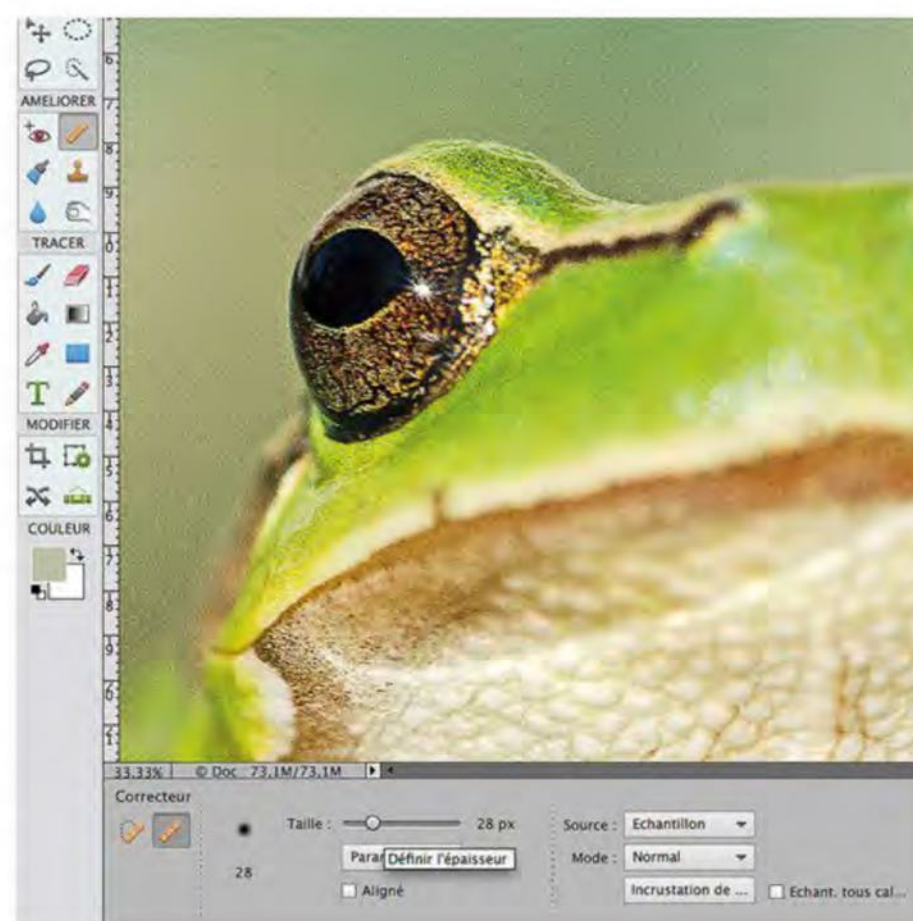 AMELIORER
TRACER
T
MODIFIER
COULEUR
33,33% © Doc 73,1M/73,1M
Correcteur
Taille : 28 px
Source : Echantillon
Définir l'épaisseur
Mode : Normal
28
Aligné
Incrustation de ...
Echant. tous cal...